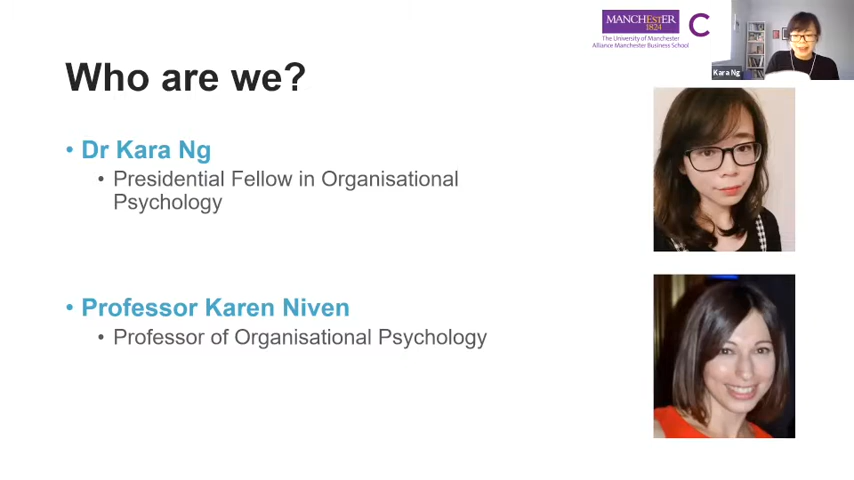 MANCHESTER
1824
The University of Manchester
Alliance Manchester Business School
Kara Ng
Who are we?
• Dr Kara Ng
• Presidential Fellow in Organisational
Psychology
• Professor Karen Niven
• Professor of Organisational Psychology